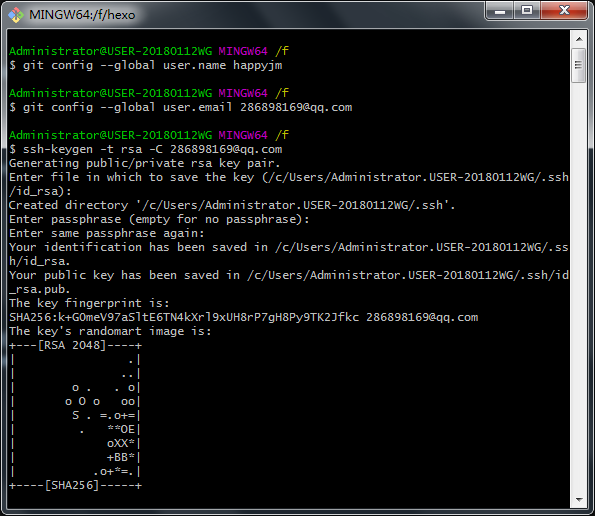 MINGW64:/f/hexo
Administrator@USER-20180112WG MINGW64 /f
$ git config --global user.name happyjm
Administrator@USER-20180112WG MINGW64 /f
$ git config --global user.email 286898169@qq.com
Administrator@USER-20180112WG MINGW64 /f
$ ssh-keygen -t rsa -C 286898169@qq.com
Generating public/private rsa key pair.
Enter file in which to save the key (/c/Users/Administrator.USER-20180112WG/.ssh
/id_rsa):
Created directory '/c/Users/Administrator.USER-20180112WG/.ssh'.
Enter passphrase (empty for no passphrase):
Enter same passphrase again:
Your identification has been saved in /c/Users/Administrator.USER-20180112WG/.ss
h/id_rsa.
Your public key has been saved in /c/Users/Administrator.USER-20180112WG/.ssh/id
_rsa.pub.
The key fingerprint is:
SHA256:k+GOmeV97aSltE6TN4kXrl9xUH8rP7gH8Py9TK2Jfkc 286898169@qq.com
The key's randomart image is:
+---[RSA 2048]----+
|               .|
|              ..|
|        o .   . o|
|       o O o   oo|
|        S . =.o+=|
|         .   **OE|
|             oXX*|
|             +BB*|
|           .o+*=.|
+----[SHA256]-----+